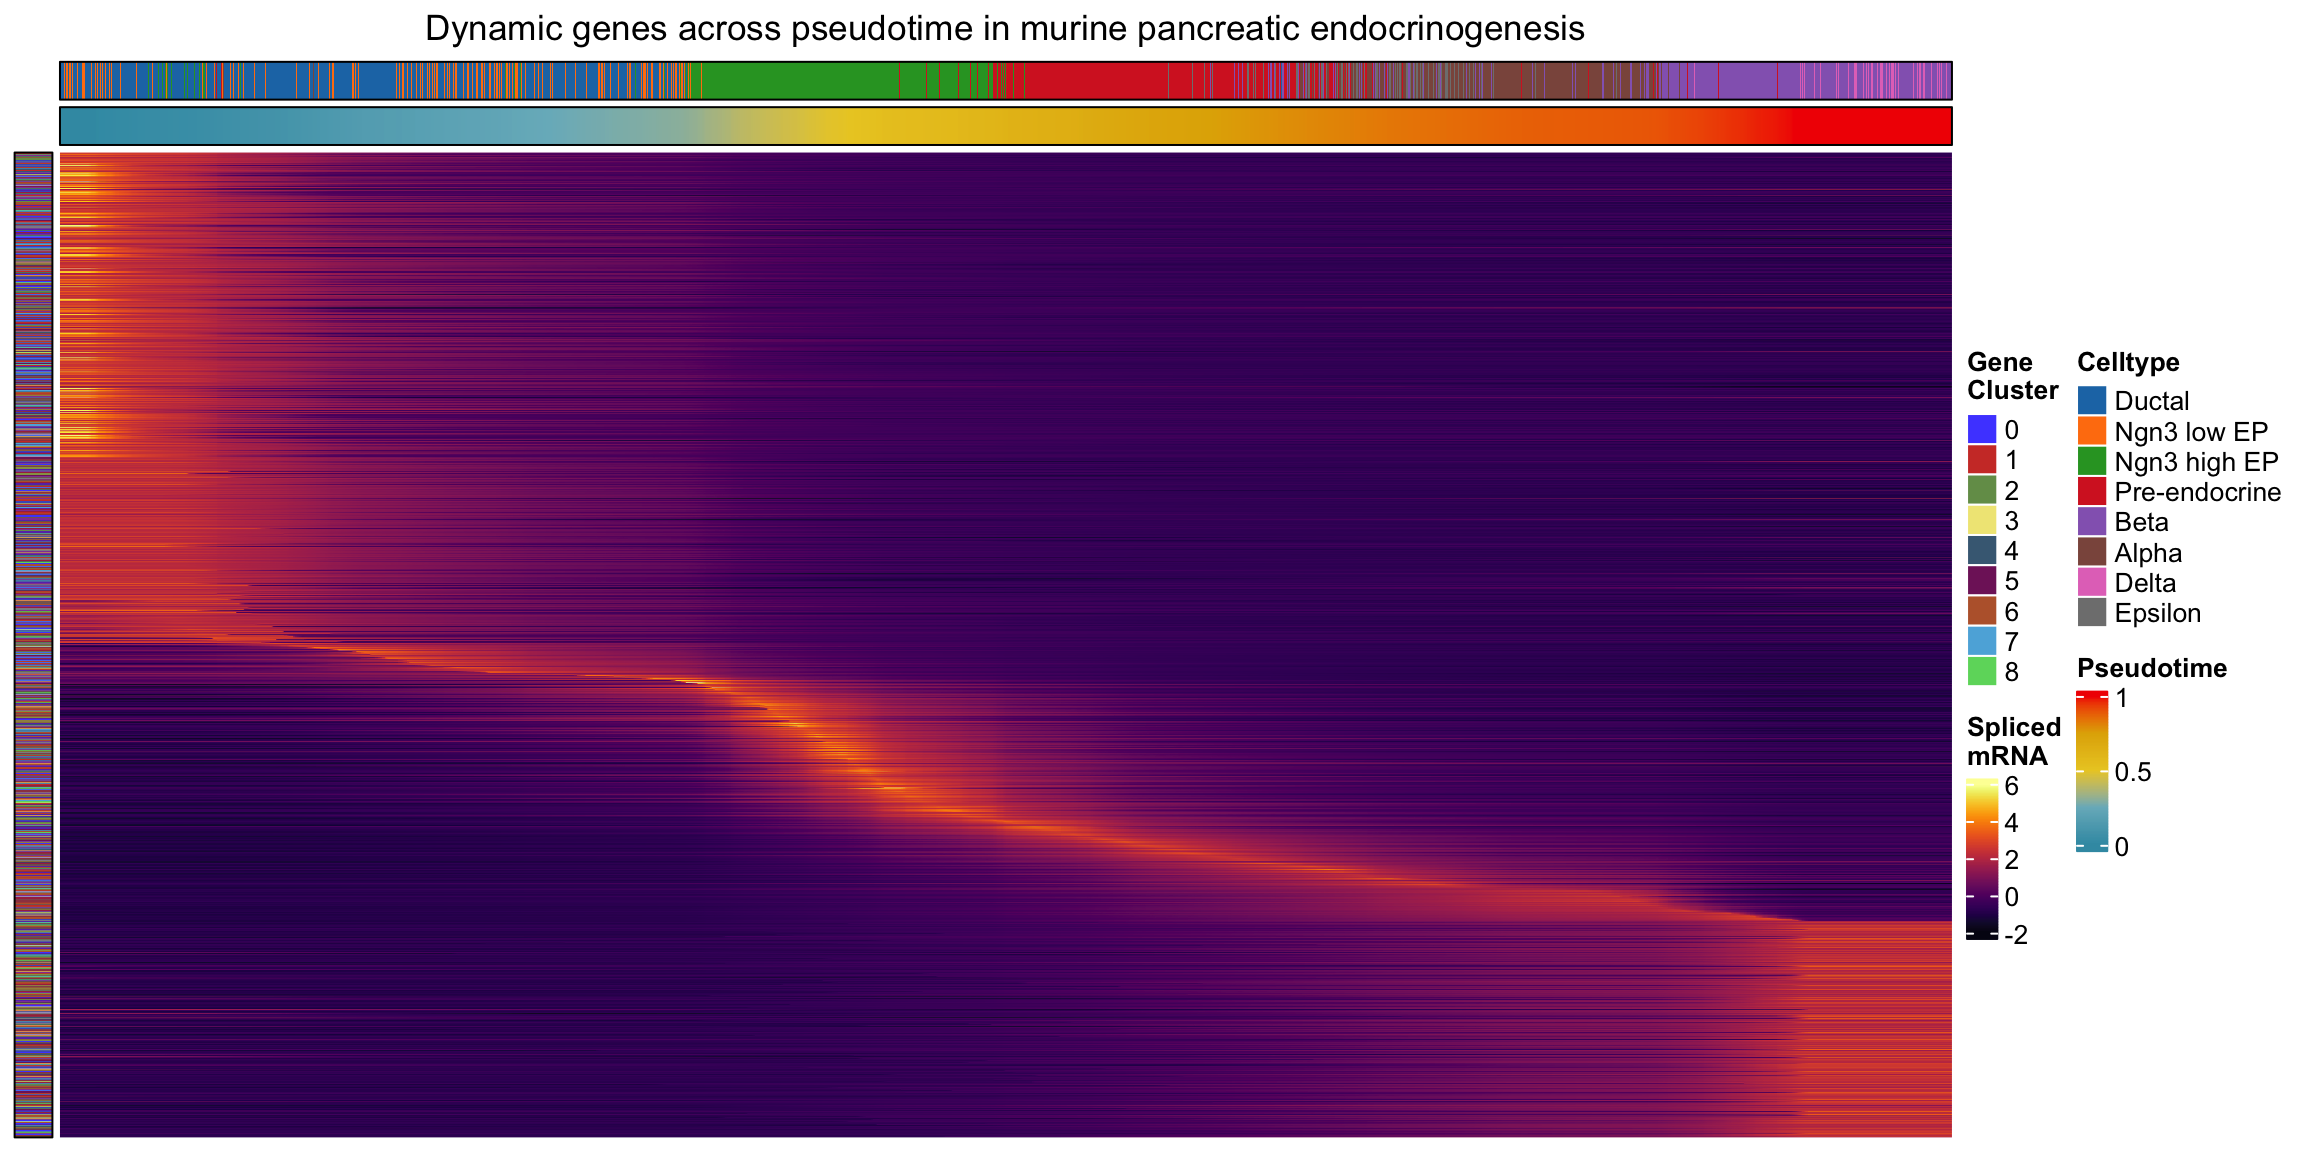 Dynamic genes across pseudotime in murine pancreatic endocrinogenesis
Gene
Cluster
0
1
2
3
4
5
6
7
8
Spliced
mRNA
6
4
2
0
-2
Celltype
Ductal
Ngn3 low EP
Ngn3 high EP
Pre-endocrine
Beta
Alpha
Delta
Epsilon
Pseudotime
1
0.5
0